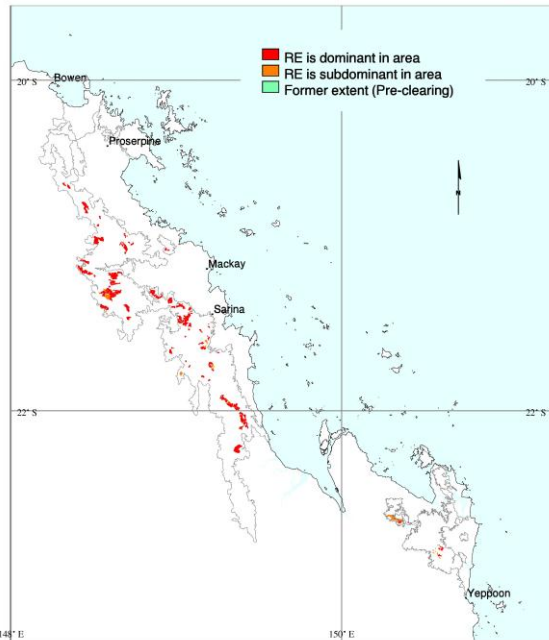 RE is dominant in area
RE is subdominant in area
Former extent (Pre-clearing)
20° S
20° S
Bowen
Proserpine
N
Mackay
Sarina
22° S
22° S
Yeppoon
148° E
150° E